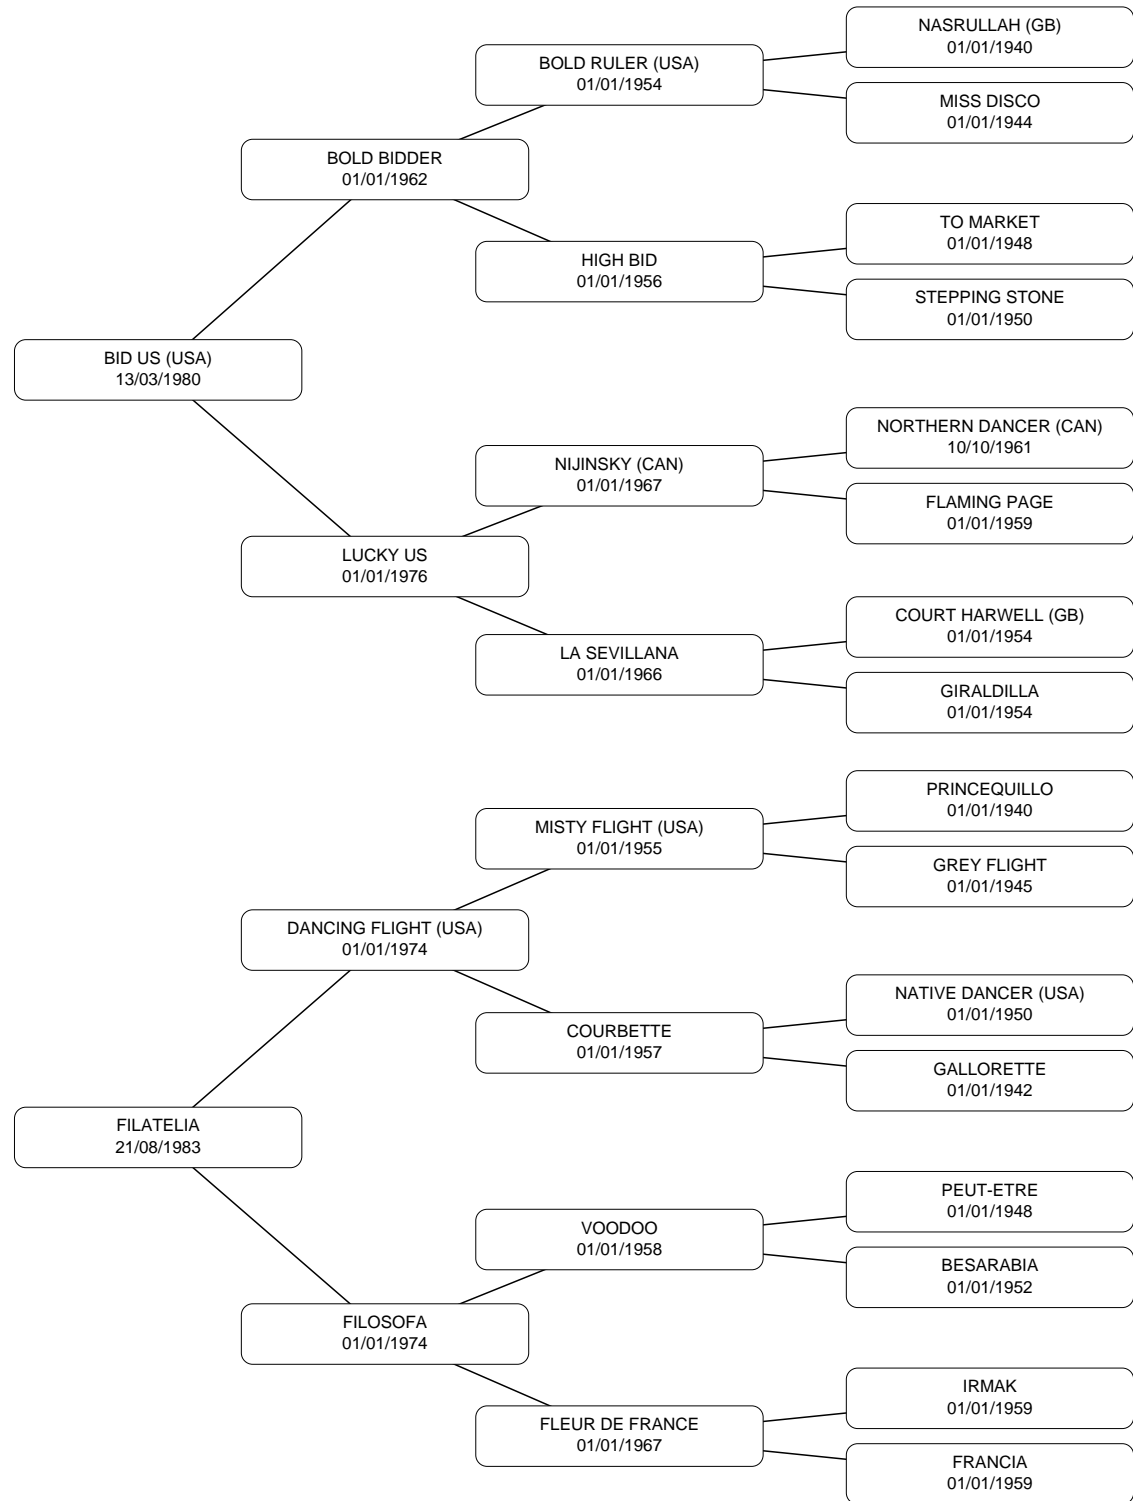 NASRULLAH (GB)
01/01/1940
BOLD RULER (USA)
01/01/1954
MISS DISCO
01/01/1944
BOLD BIDDER
01/01/1962
TO MARKET
01/01/1948
HIGH BID
01/01/1956
STEPPING STONE
01/01/1950
BID US (USA)
13/03/1980
NORTHERN DANCER (CAN)
10/10/1961
NIJINSKY (CAN)
01/01/1967
FLAMING PAGE
01/01/1959
LUCKY US
01/01/1976
COURT HARWELL (GB)
01/01/1954
LA SEVILLANA
01/01/1966
GIRALDILLA
01/01/1954
PRINCEQUILLO
01/01/1940
MISTY FLIGHT (USA)
01/01/1955
GREY FLIGHT
01/01/1945
DANCING FLIGHT (USA)
01/01/1974
NATIVE DANCER (USA)
01/01/1950
COURBETTE
01/01/1957
GALLORETTE
01/01/1942
FILATELIA
21/08/1983
PEUT-ETRE
01/01/1948
VOODOO
01/01/1958
BESARABIA
01/01/1952
FILOSOFA
01/01/1974
IRMAK
01/01/1959
FLEUR DE FRANCE
01/01/1967
FRANCIA
01/01/1959